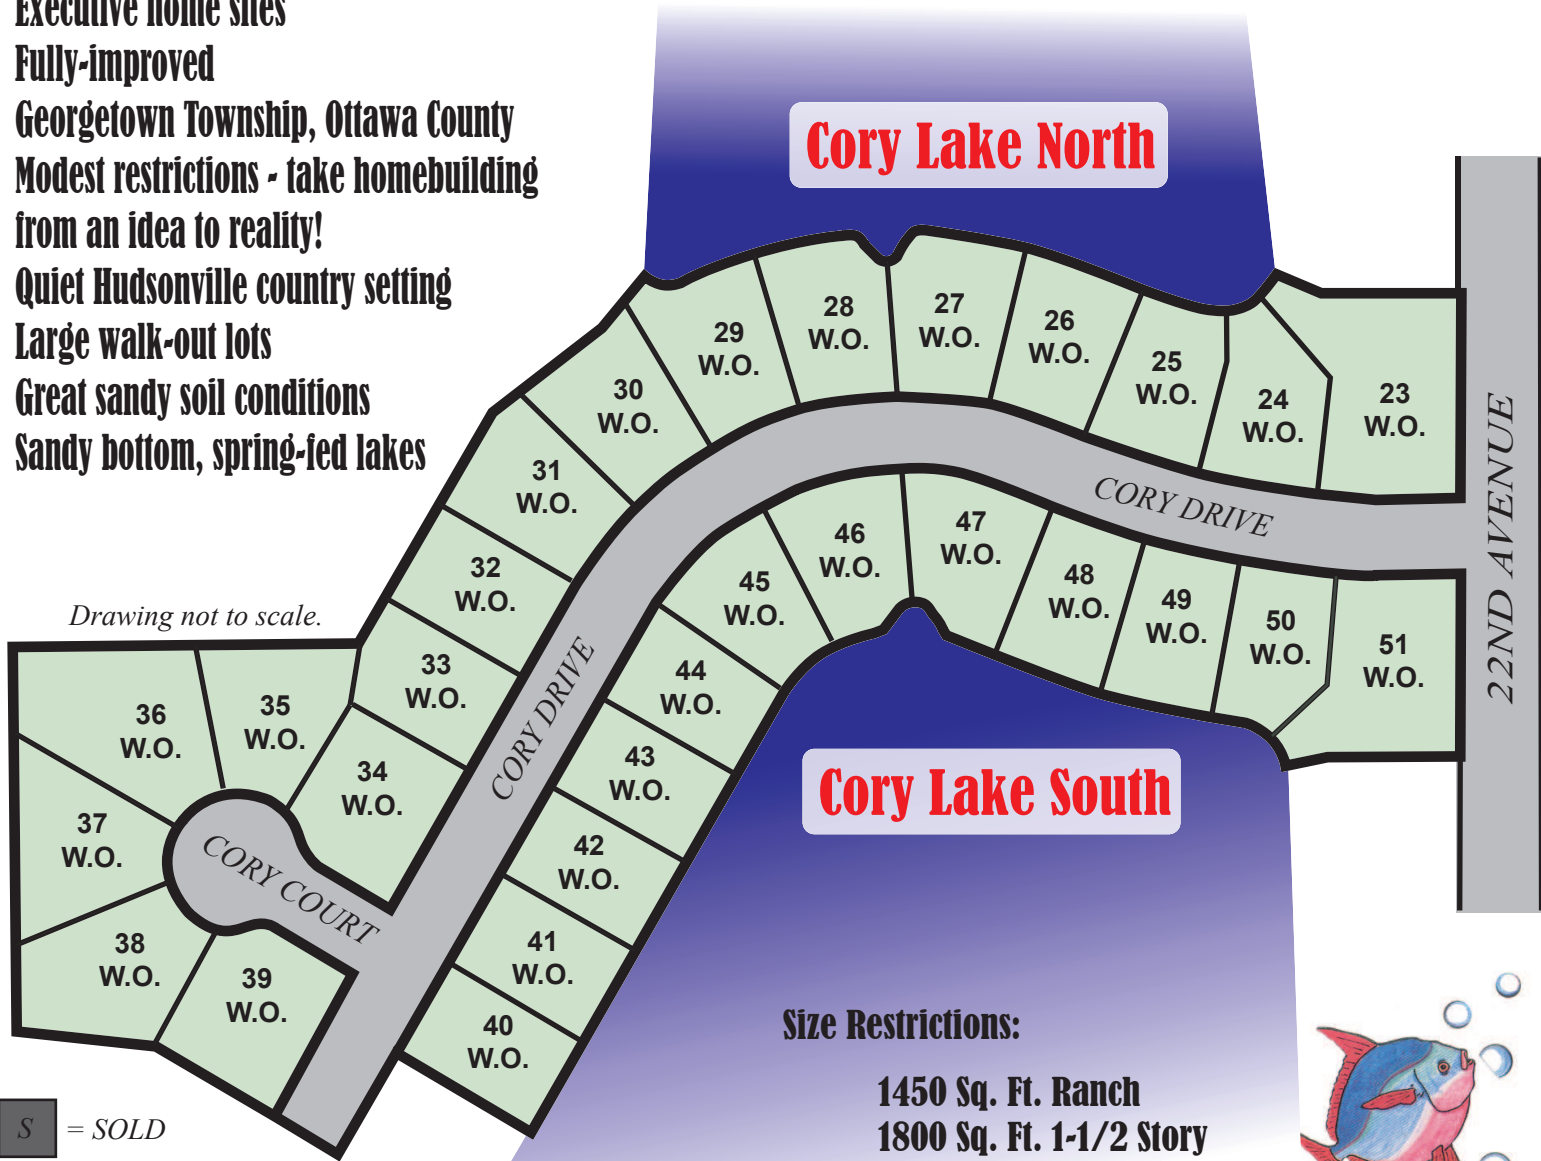 Executive home sites
Fully-improved
Georgetown Township, Ottawa County
Modest restrictions - take homebuilding
from an idea to reality!
Quiet Hudsonville country setting
Large walk-out lots
Great sandy soil conditions
Sandy bottom, spring-fed lakes
Cory Lake North
28
W.O.
27
W.O.
26
W.O.
29
W.O.
25
W.O.
30
W.O.
24
W.O.
23
W.O.
31
W.O.
CORY DRIVE
22ND AVENUE
46
W.O.
47
W.O.
32
W.O.
45
W.O.
48
W.O.
49
W.O.
50
W.O.
51
W.O.
Drawing not to scale.
33
W.O.
44
W.O.
CORY DRIVE
36
W.O.
35
W.O.
34
W.O.
43
W.O.
Cory Lake South
37
W.O.
42
W.O.
CORY COURT
38
W.O.
39
W.O.
41
W.O.
40
W.O.
Size Restrictions:
1450 Sq. Ft. Ranch
1800 Sq. Ft. 1-1/2 Story
S = SOLD